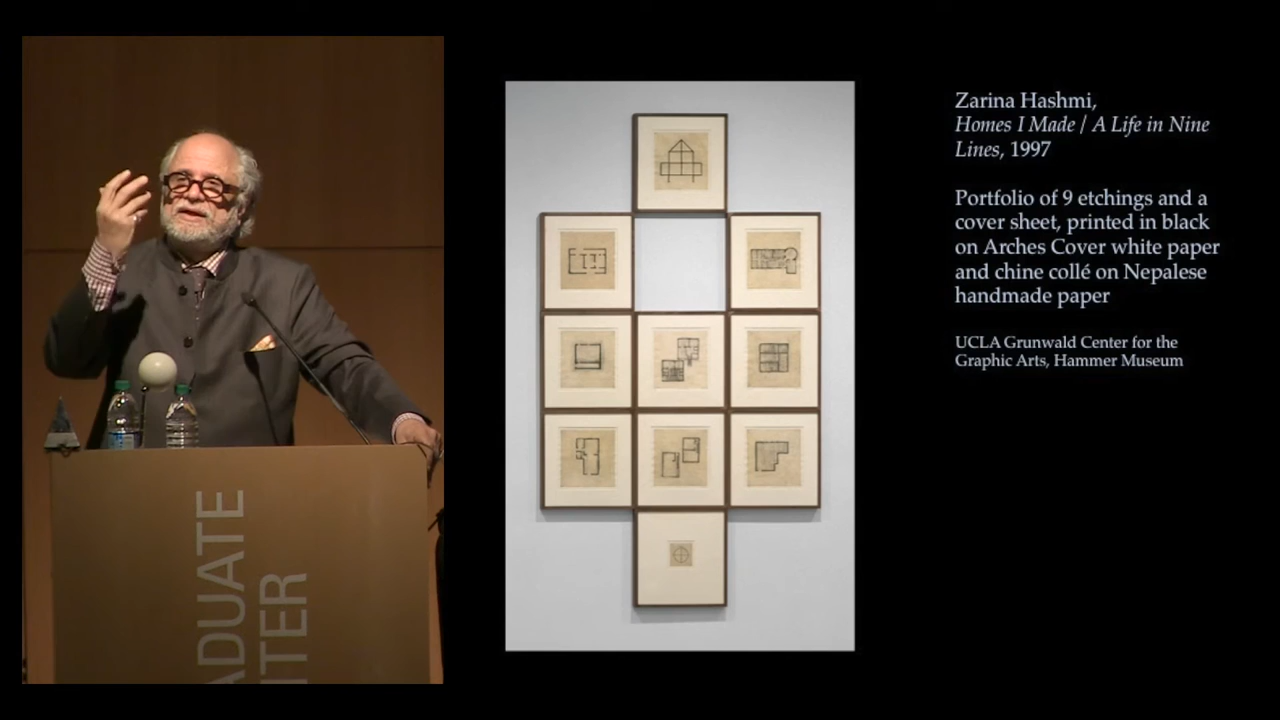 Zarina Hashmi,
Homes I Made / A Life in Nine
Lines, 1997
Portfolio of 9 etchings and a
cover sheet, printed in black
on Arches Cover white paper
and chine collé on Nepalese
handmade paper
UCLA Grunwald Center for the
Graphic Arts, Hammer Museum
ADUATE
TER